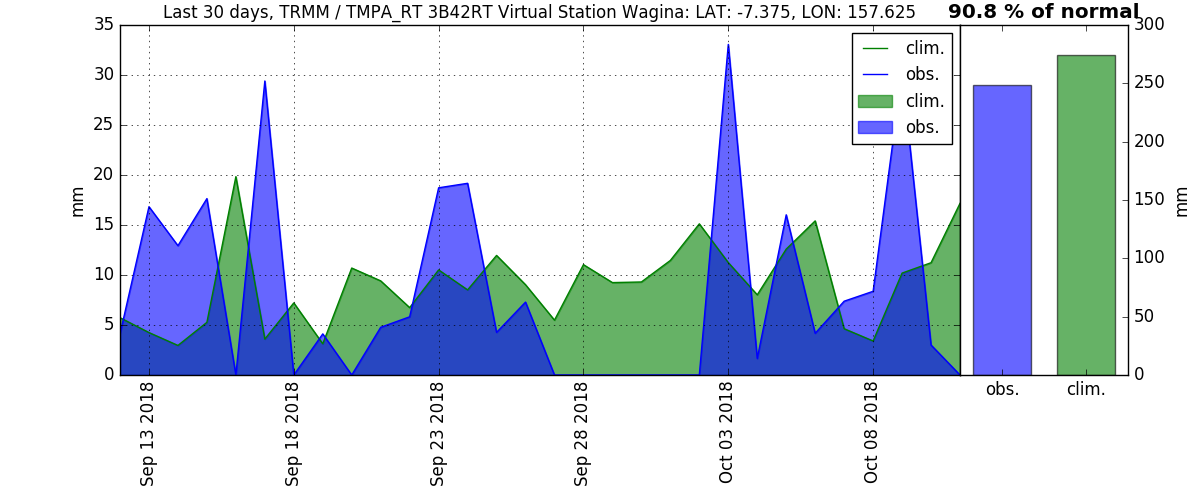 Last 30 days, TRMM / TMPA_RT 3B42RT Virtual Station Wagina: LAT: -7.375, LON: 157.625
90.8 % of normal
35
30
25
20
15
10
5
0
mm
clim.
obs.
clim.
obs.
300
250
200
150
100
50
0
mm
Sep 13 2018
Sep 18 2018
Sep 23 2018
Sep 28 2018
Oct 03 2018
Oct 08 2018
obs.
clim.